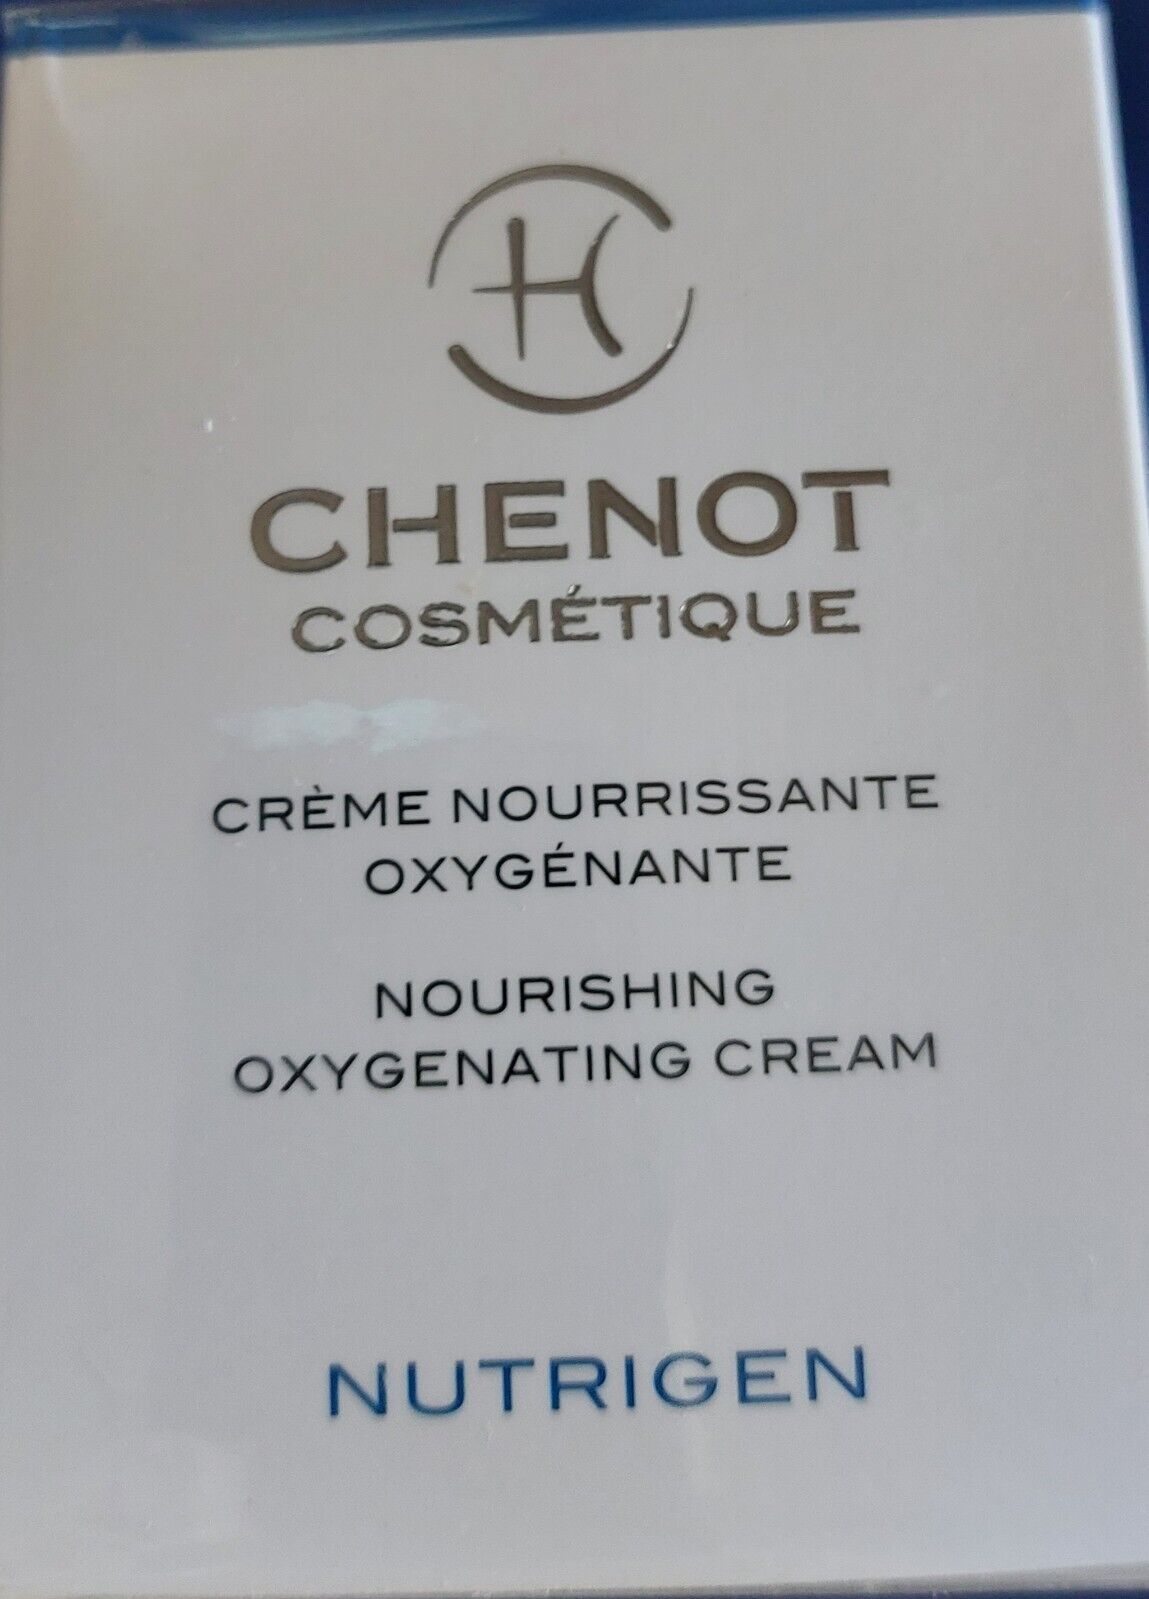 CHENOT
COSMÉTIQUE
CRÈME NOURRISSANTE
OXYGÉNANTE
NOURISHING
OXYGENATING CREAM
NUTRIGEN